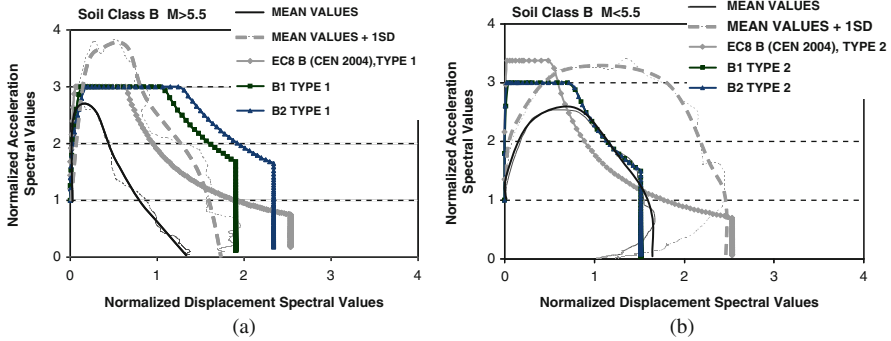 Soil Class B M>5.5
MEAN VALUES
MEAN VALUES + 1SD
EC8 B (CEN 2004),TYPE 1
B1 TYPE 1
B2 TYPE 1
Normalized Acceleration
Spectral Values
4
3
2
1
0
0 1 2 3 4
Normalized Displacement Spectral Values
(a)
Soil Class B M<5.5
MEAN VALUES
MEAN VALUES + 1SD
EC8 B (CEN 2004), TYPE 2
B1 TYPE 2
B2 TYPE 2
Normalized Acceleration
Spectral Values
4
3
2
1
0
0 1 2 3 4
Normalized Displacement Spectral Values
(b)